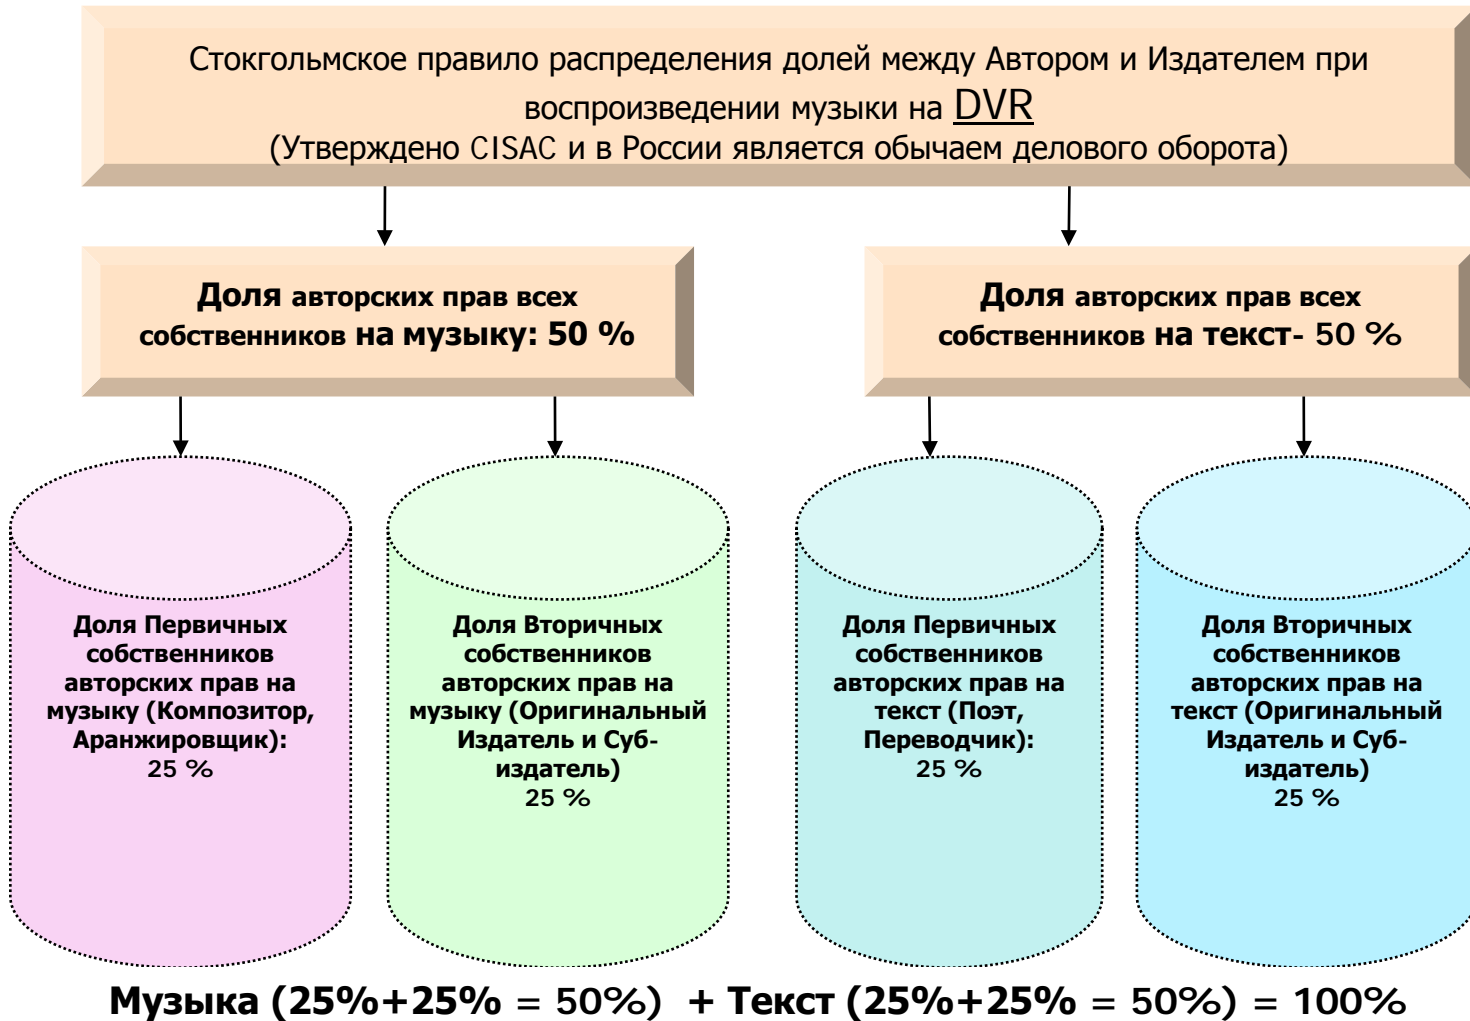 Стокгольмское правило распределения долей между Автором и Издателем при
воспроизведении музыки на DVR
(Утверждено CISAC и в России является обычаем делового оборота)
Доля авторских прав всех
собственников на музыку: 50 %
Доля авторских прав всех
собственников на текст- 50 %
Доля Первичных
собственников
авторских прав на
музыку (Композитор,
Аранжировщик):
25 %
Доля Вторичных
собственников
авторских прав на
музыку (Оригинальный
Издатель и Суб-
издатель)
25 %
Доля Первичных
собственников
авторских прав на
текст (Поэт,
Переводчик):
25 %
Доля Вторичных
собственников
авторских прав на
текст (Оригинальный
Издатель и Суб-
издатель)
25 %
Музыка (25%+25% = 50%) + Текст (25%+25% = 50%) = 100%